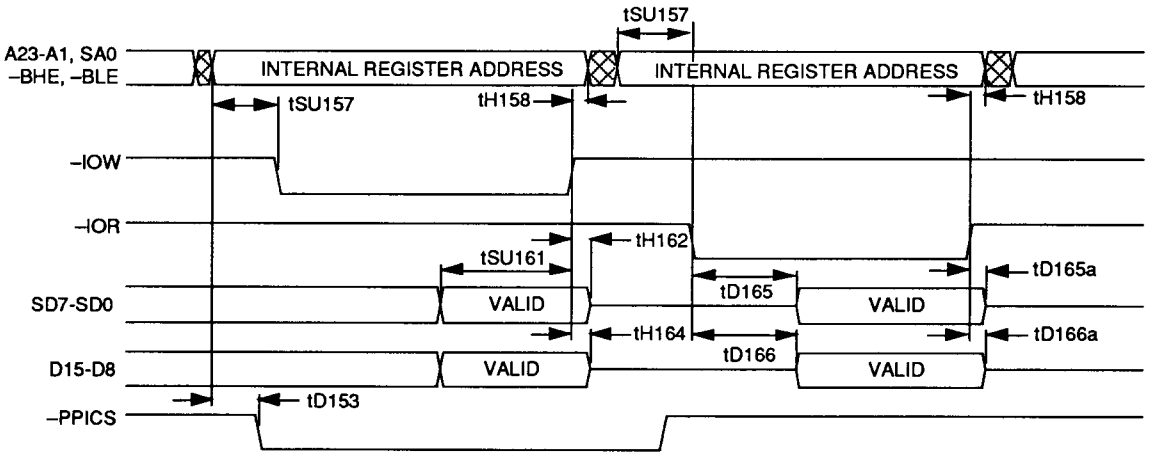 tSU157
A23-A1, SA0
–BHE, –BLE
INTERNAL REGISTER ADDRESS
INTERNAL REGISTER ADDRESS
tSU157
tH158
tH158
–IOW
–IOR
tH162
tSU161
tD165
tD165a
SD7-SD0
VALID
VALID
tH164
tD166
tD166a
D15-D8
VALID
VALID
tD153
–PPICS